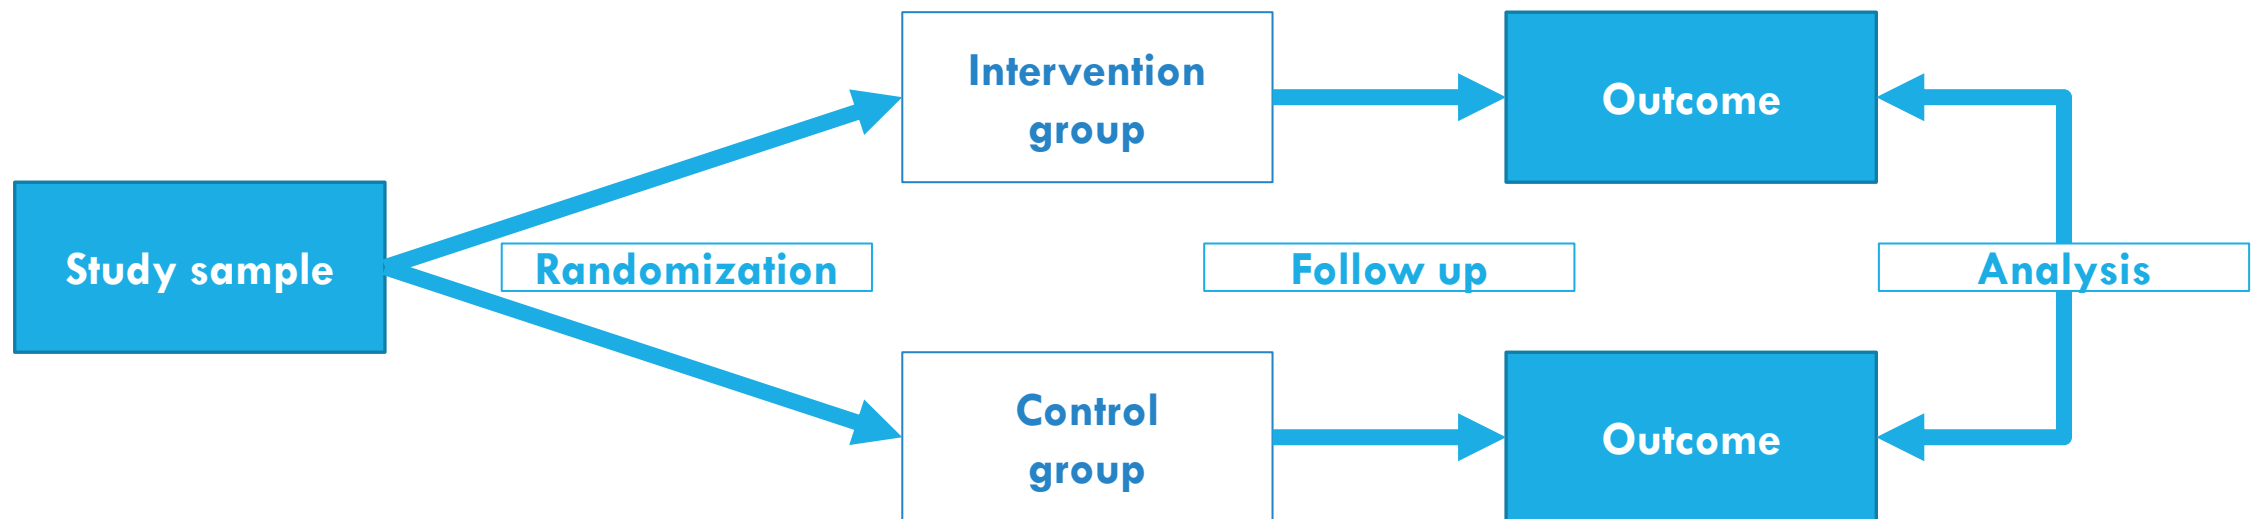 Intervention
group
Outcome
Study sample
Randomization
Follow up
Analysis
Control
group
Outcome